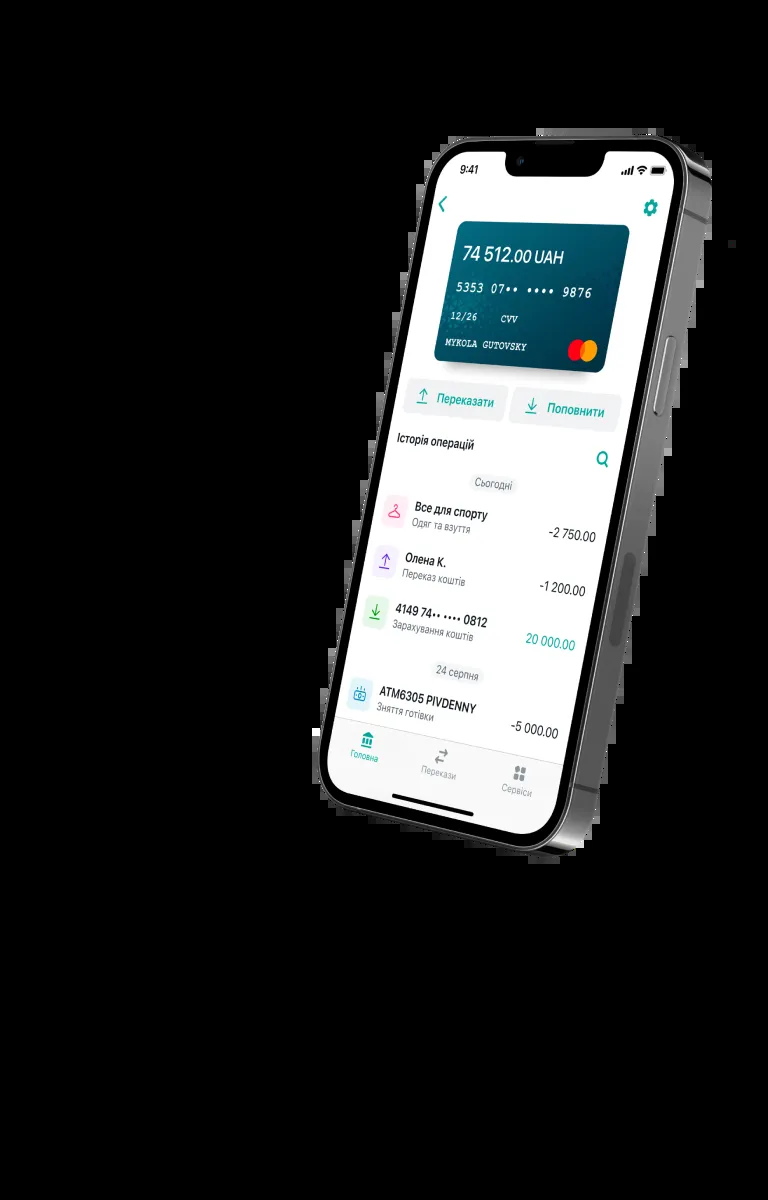 9:41
74 512.00 UAH
5353 07•• •••• 9876
12/26 CVV
MYKOLA GUTOVSKY
Переказати Поповнити
Історія операцій
Сьогодні
Все для спорту
Одяг та взуття
-2 750.00
Олена К.
Переказ коштів
-1 200.00
4149 74•• •••• 0812
Зарахування коштів
20 000.00
24 серпня
ATM6305 PIVDENNY
Зняття готівки
-5 000.00
Головна Перекази Сервіси